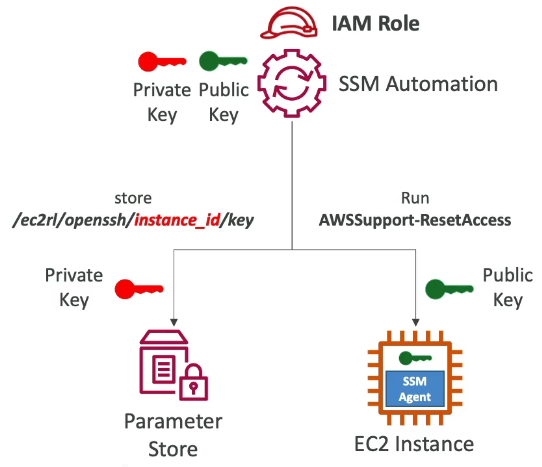 IAM Role
SSM Automation
Private
Key
Public
Key
store
/ec2rl/openssh/instance_id/key
Run
AWSSupport-ResetAccess
Private
Key
Public
Key
SSM
Agent
Parameter
Store
EC2 Instance